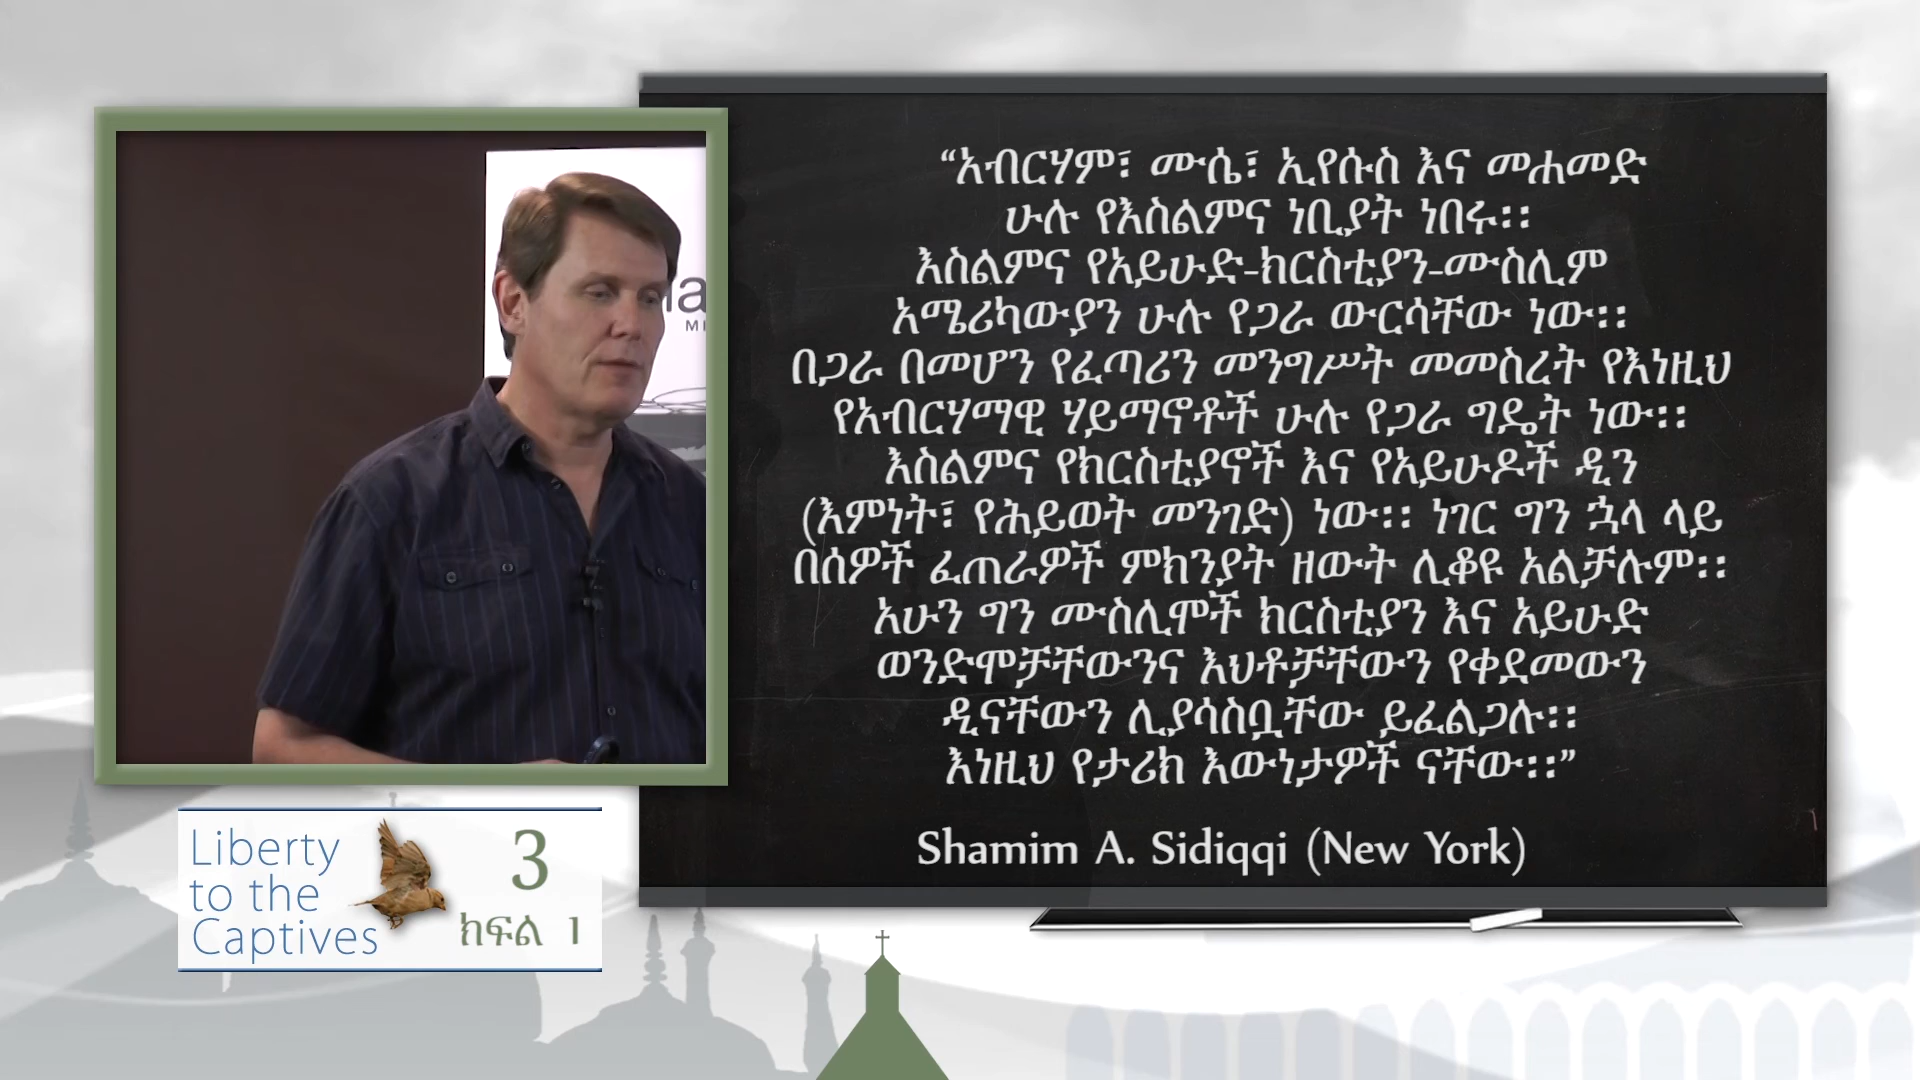 “አብርሃም፣ ሙሴ፣ ኢየሱስ እና መሐመድ
ሁሉ የእስልምና ነቢያት ነበሩ፡፡
እስልምና የአይሁድ-ክርስቲያን-ሙስሊም
አሜሪካውያን ሁሉ የጋራ ውርሳቸው ነው፡፡
በጋራ በመሆን የፈጣሪን መንግሥት መመስረት የእነዚህ
የአብርሃማዊ ሃይማኖቶች ሁሉ የጋራ ግዴት ነው፡፡
እስልምና የክርስቲያኖች እና የአይሁዶች ዲን
(እምነት፣ የሕይወት መንገድ) ነው፡፡ ነገር ግን ኋላ ላይ
በሰዎች ፈጠራዎች ምክንያት ዘውት ሊቆዩ አልቻሉም፡፡
አሁን ግን ሙስሊሞች ክርስቲያን እና አይሁድ
ወንድሞቻቸውንና እህቶቻቸውን የቀደመውን
ዲናቸውን ሊያሳስቧቸው ይፈልጋሉ፡፡
እነዚህ የታሪክ እውነታዎች ናቸው፡፡”
Shamim A. Sidiqqi (New York)
Liberty
to the
Captives
3
ክፍል 1